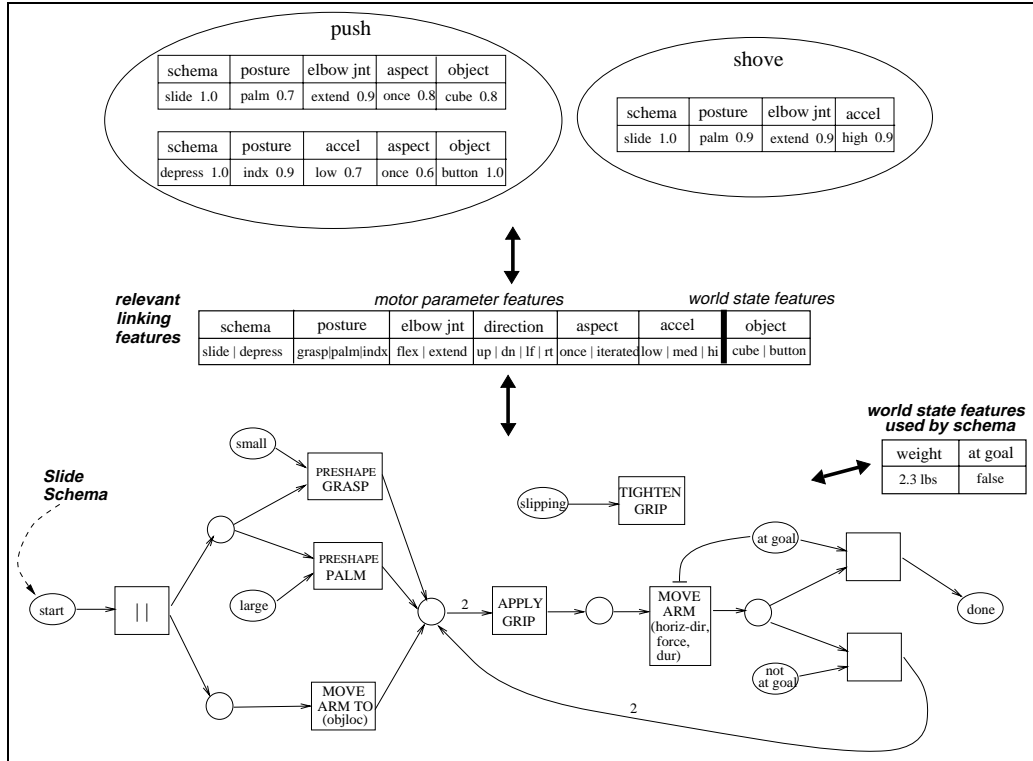 push
schema posture elbow jnt aspect object
slide 1.0 palm 0.7 extend 0.9 once 0.8 cube 0.8
schema posture accel aspect object
depress 1.0 indx 0.9 low 0.7 once 0.6 button 1.0
shove
schema posture elbow jnt accel
slide 1.0 palm 0.9 extend 0.9 high 0.9
relevant
linking
features
motor parameter features
world state features
schema posture elbow jnt direction aspect accel object
slide | depress grasp|palm|indx flex | extend up | dn | lf | rt once | iterated low | med | hi cube | button
world state features
used by schema
weight at goal
2.3 lbs false
Slide
Schema
start
| |
small
PRESHAPE
GRASP
PRESHAPE
PALM
large
MOVE
ARM TO
(objloc)
2
APPLY
GRIP
slipping
TIGHTEN
GRIP
MOVE
ARM
(horiz-dir,
force,
dur)
at goal
not
at goal
done
2